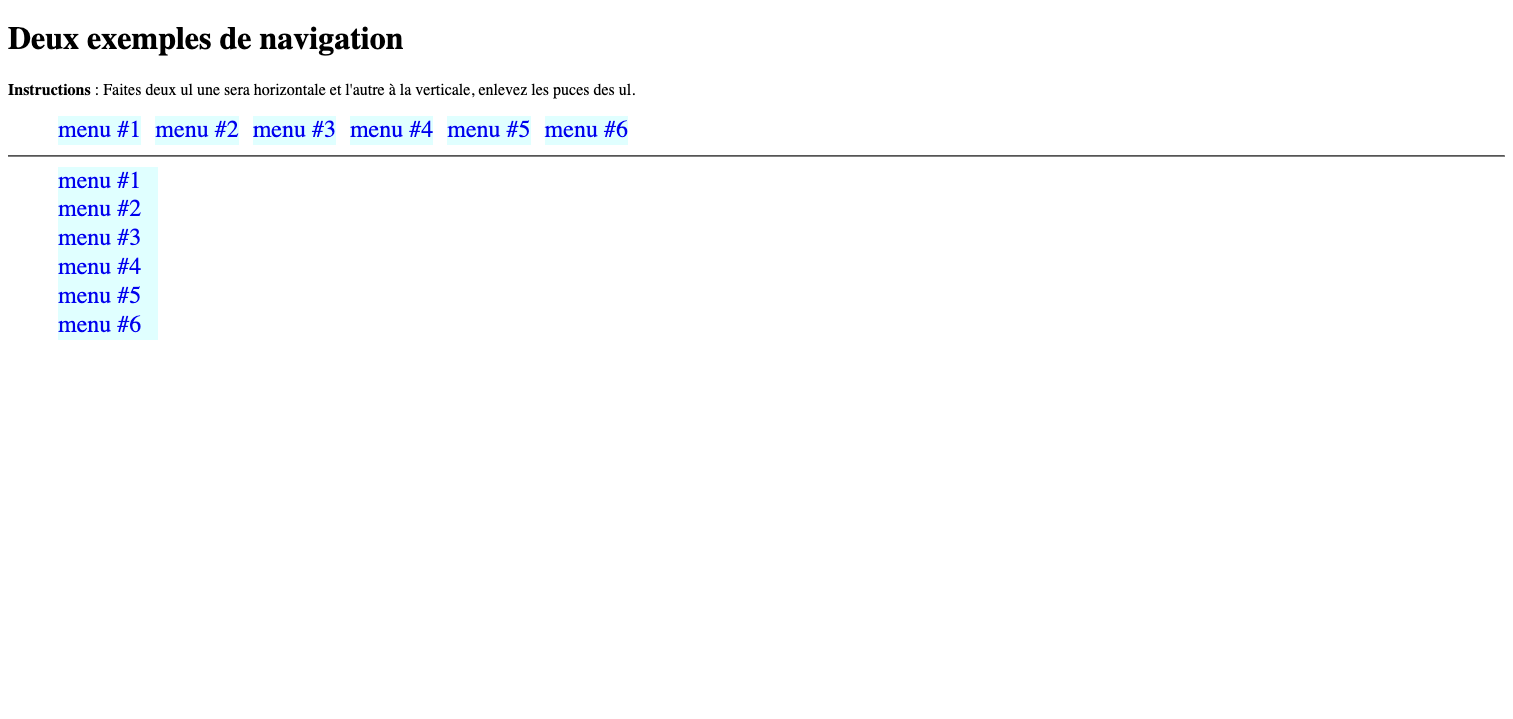 Deux exemples de navigation
Instructions : Faites deux ul une sera horizontale et l'autre à la verticale, enlevez les puces des ul.
menu #1 menu #2 menu #3 menu #4 menu #5 menu #6
menu #1
menu #2
menu #3
menu #4
menu #5
menu #6